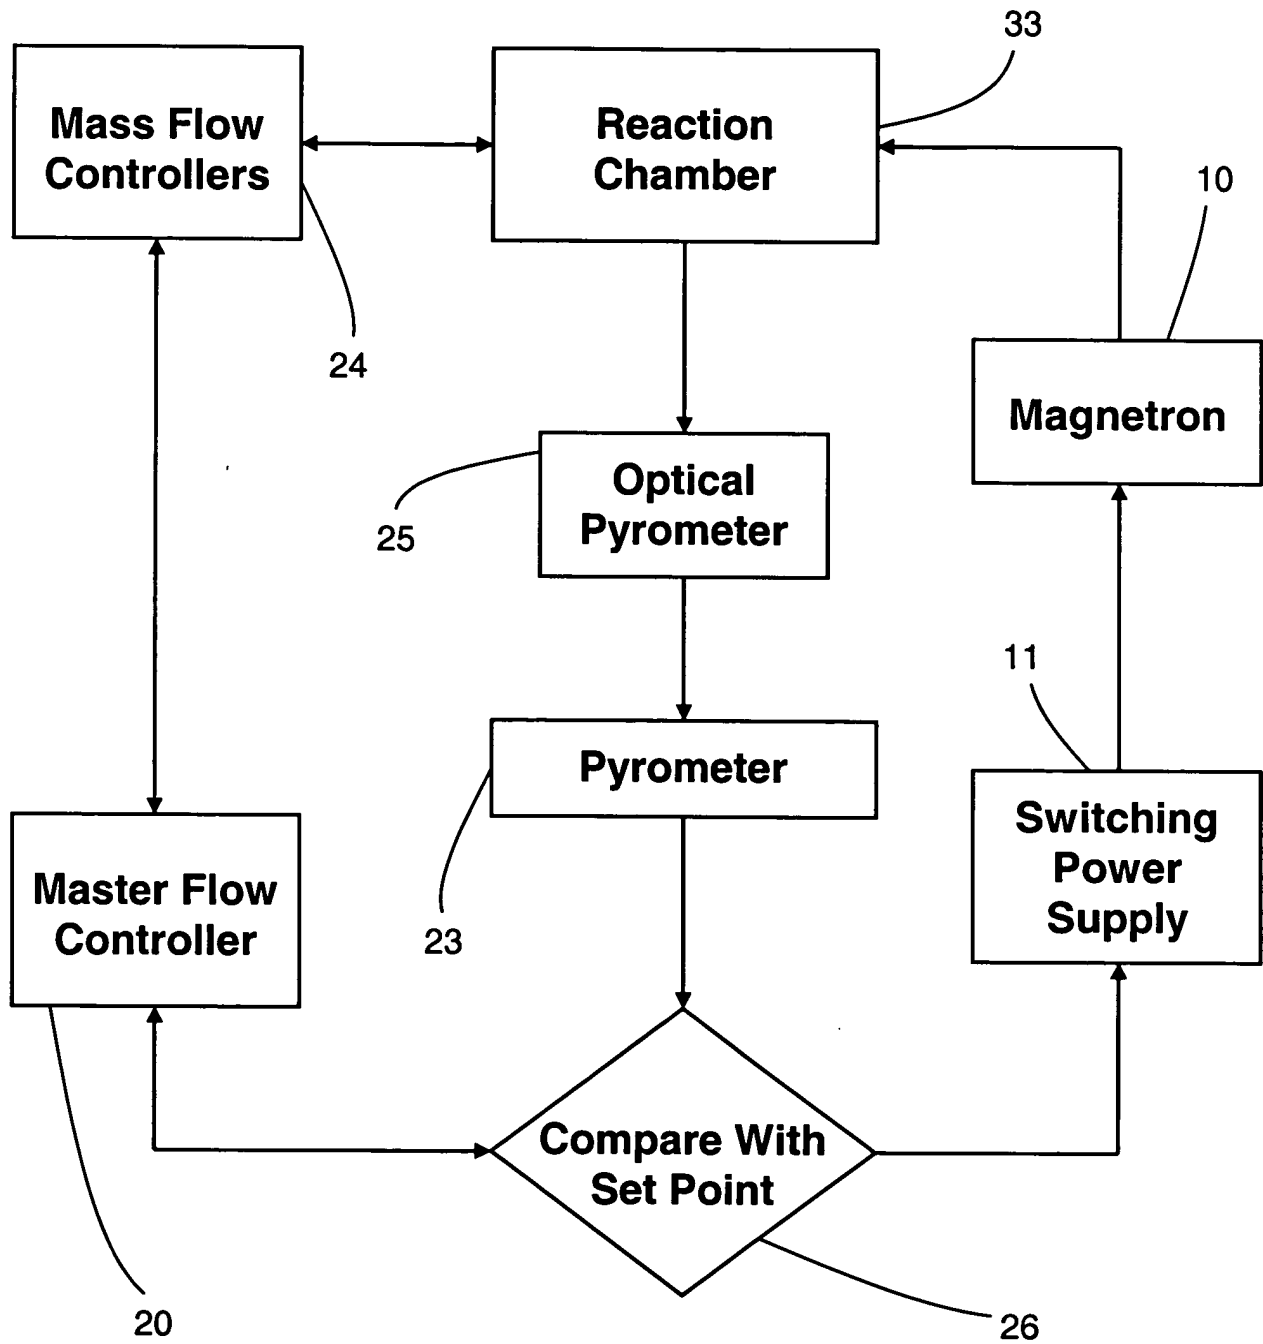 33
Mass Flow
Controllers
Reaction
Chamber
10
24
Magnetron
Optical
Pyrometer
25
11
Pyrometer
Switching
Power
Supply
Master Flow
Controller
23
Compare With
Set Point
20
26